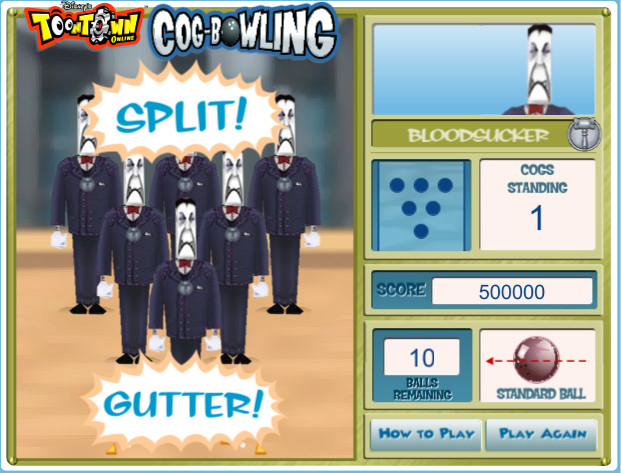 Disney's
TOONTOWN
ONLINE
COG-BOWLING
SPLIT!
GUTTER!
BLOODSUCKER
COGS
STANDING
1
SCORE 500000
10
BALLS
REMAINING
STANDARD BALL
HOW TO PLAY PLAY AGAIN